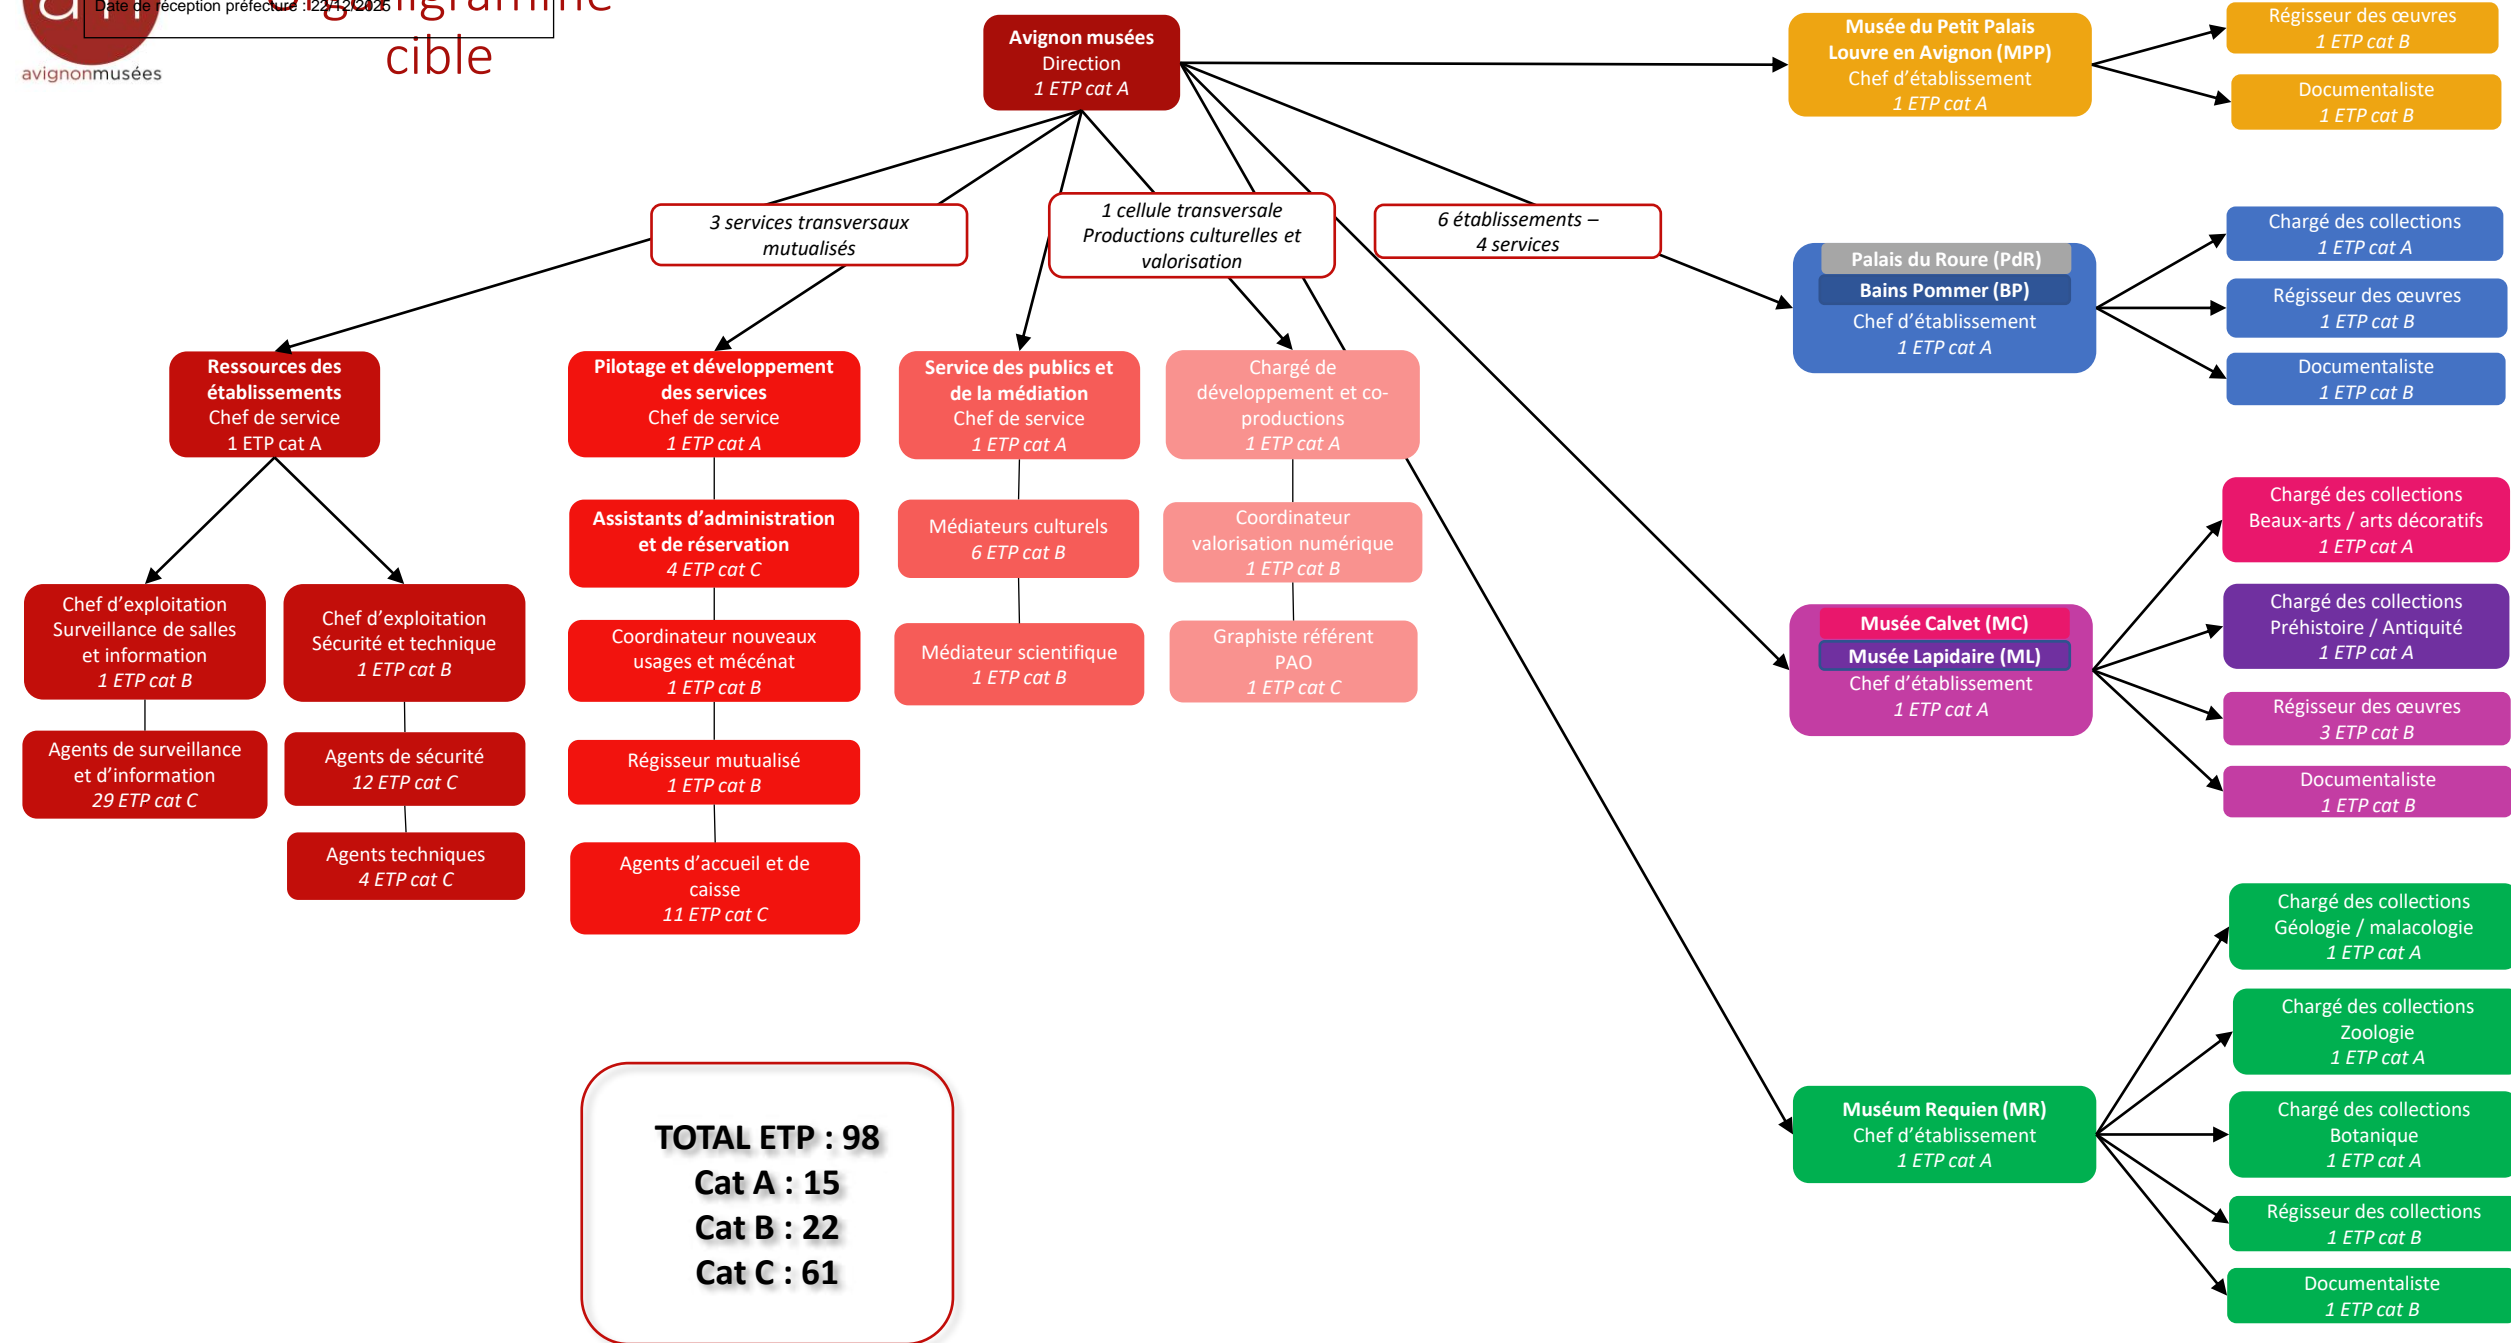 Date de réception préfecture : 22/12/2025
cible
avignonmusées
Avignon musées
Direction
1 ETP cat A
3 services transversaux
mutualisés
1 cellule transversale
Productions culturelles et
valorisation
6 établissements –
4 services
Ressources des
établissements
Chef de service
1 ETP cat A
Chef d’exploitation
Surveillance de salles
et information
1 ETP cat B
Agents de surveillance
et d’information
29 ETP cat C
Chef d’exploitation
Sécurité et technique
1 ETP cat B
Agents de sécurité
12 ETP cat C
Agents techniques
4 ETP cat C
Pilotage et développement
des services
Chef de service
1 ETP cat A
Assistants d’administration
et de réservation
4 ETP cat C
Coordinateur nouveaux
usages et mécénat
1 ETP cat B
Régisseur mutualisé
1 ETP cat B
Agents d’accueil et de
caisse
11 ETP cat C
Service des publics et
de la médiation
Chef de service
1 ETP cat A
Médiateurs culturels
6 ETP cat B
Médiateur scientifique
1 ETP cat B
Chargé de
développement et co-
productions
1 ETP cat A
Coordinateur
valorisation numérique
1 ETP cat B
Graphiste référent
PAO
1 ETP cat C
Musée du Petit Palais
Louvre en Avignon (MPP)
Chef d’établissement
1 ETP cat A
Régisseur des œuvres
1 ETP cat B
Documentaliste
1 ETP cat B
Palais du Roure (PdR)
Bains Pommer (BP)
Chef d’établissement
1 ETP cat A
Chargé des collections
1 ETP cat A
Régisseur des œuvres
1 ETP cat B
Documentaliste
1 ETP cat B
Musée Calvet (MC)
Musée Lapidaire (ML)
Chef d’établissement
1 ETP cat A
Chargé des collections
Beaux-arts / arts décoratifs
1 ETP cat A
Chargé des collections
Préhistoire / Antiquité
1 ETP cat A
Régisseur des œuvres
3 ETP cat B
Documentaliste
1 ETP cat B
Muséum Requien (MR)
Chef d’établissement
1 ETP cat A
Chargé des collections
Géologie / malacologie
1 ETP cat A
Chargé des collections
Zoologie
1 ETP cat A
Chargé des collections
Botanique
1 ETP cat A
Régisseur des collections
1 ETP cat B
Documentaliste
1 ETP cat B
TOTAL ETP : 98
Cat A : 15
Cat B : 22
Cat C : 61